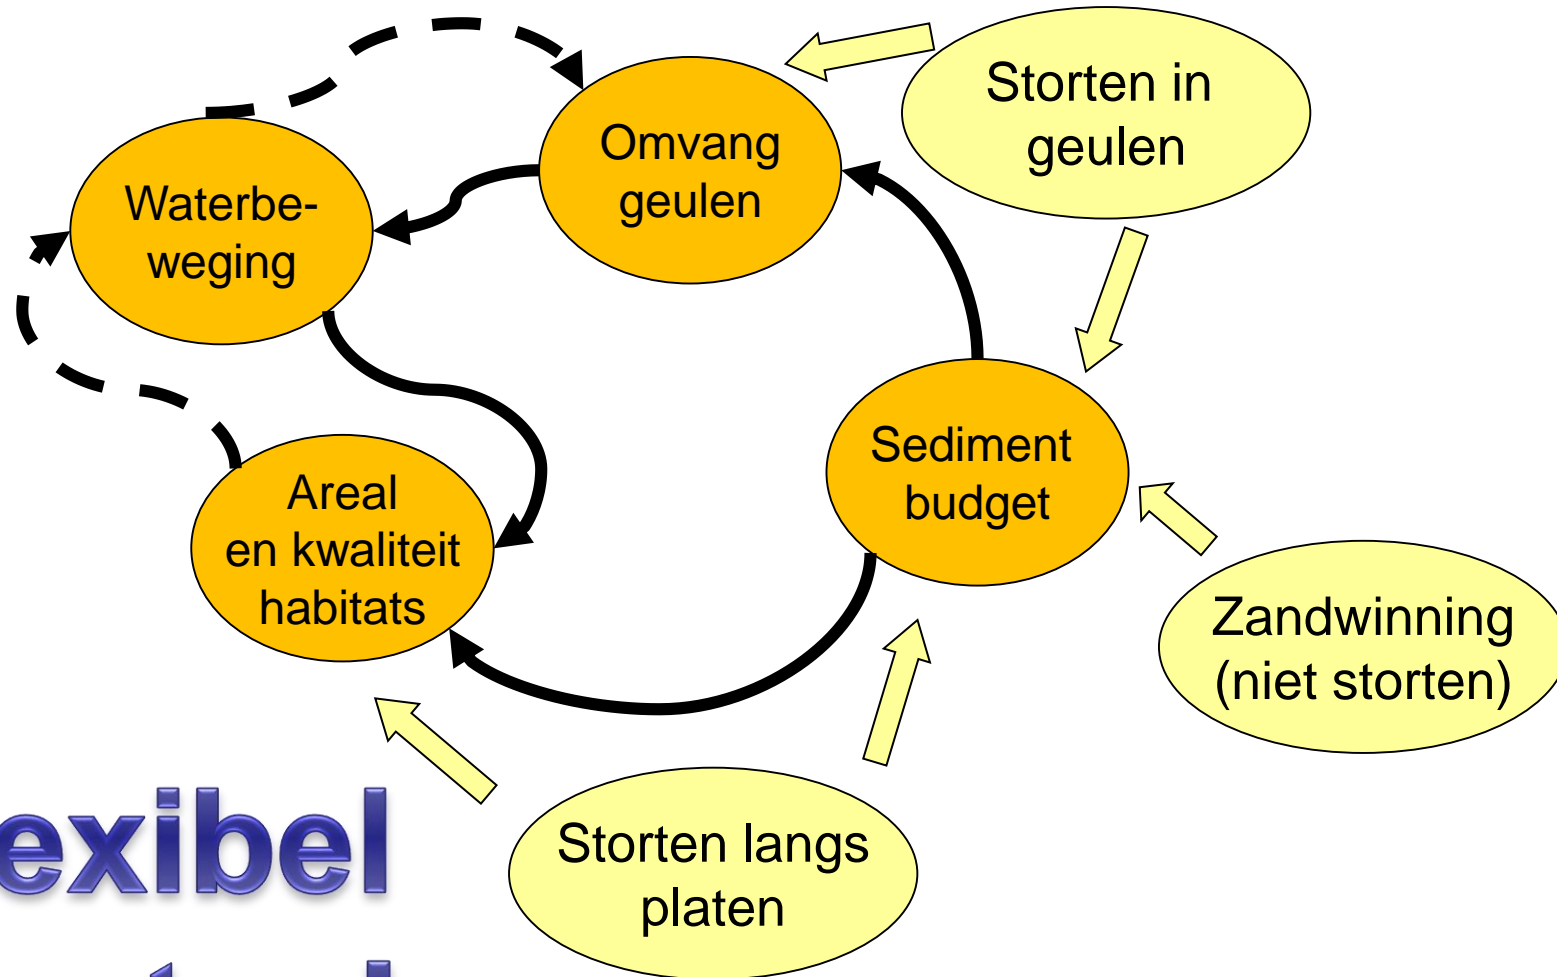 Storten in
geulen
Omvang
geulen
Waterbe-
weging
Sediment
budget
Areal
en kwaliteit
habitats
Zandwinning
(niet storten)
Storten langs
platen
exibel